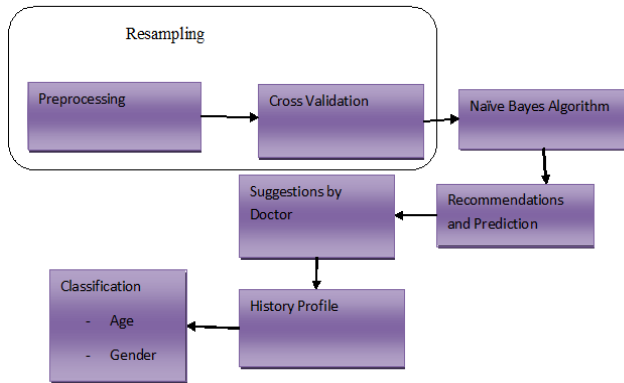 Resampling
Preprocessing
Cross Validation
Naïve Bayes Algorithm
Recommendations
and Prediction
Suggestions by
Doctor
History Profile
Classification
- Age
- Gender